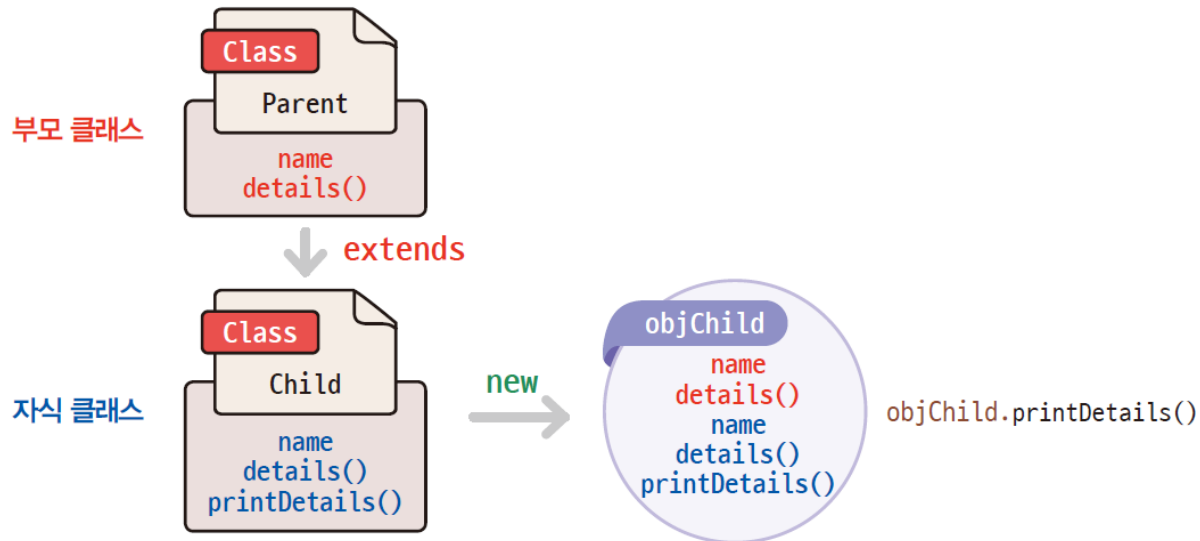 Class
Parent
부모 클래스
name
details()
extends
Class
Child
자식 클래스
name
details()
printDetails()
new
objChild
name
details()
name
details()
printDetails()
objChild.printDetails()